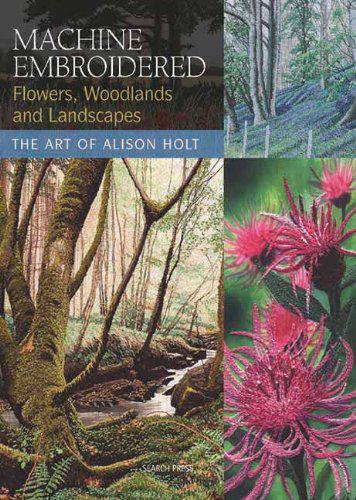 MACHINE
EMBROIDERED
Flowers, Woodlands
and Landscapes
THE ART OF ALISON HOLT
SEARCH PRESS